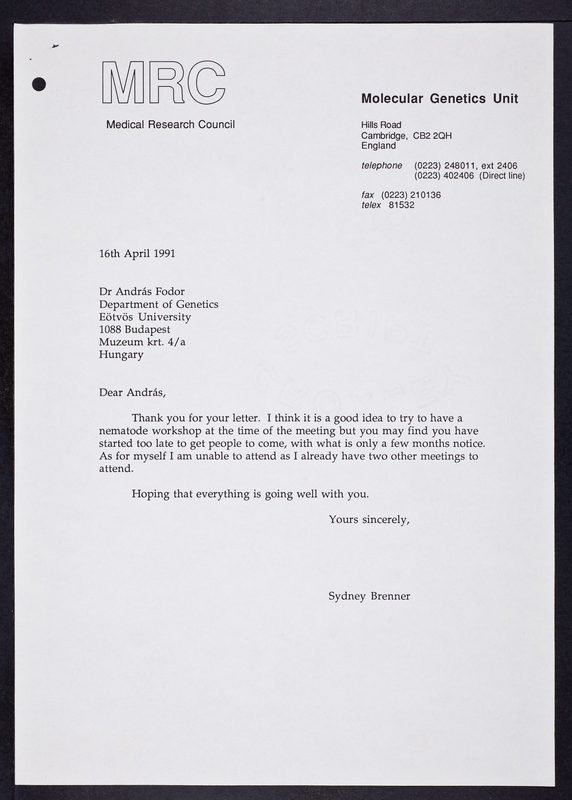 MRC
Medical Research Council
Molecular Genetics Unit
Hills Road
Cambridge, CB2 2QH
England
telephone (0223) 248011, ext 2406
(0223) 402406 (Direct line)
fax (0223) 210136
telex 81532
16th April 1991
Dr András Fodor
Department of Genetics
Eötvös University
1088 Budapest
Muzeum krt. 4/a
Hungary
Dear András,
Thank you for your letter. I think it is a good idea to try to have a
nematode workshop at the time of the meeting but you may find you have
started too late to get people to come, with what is only a few months notice.
As for myself I am unable to attend as I already have two other meetings to
attend.
Hoping that everything is going well with you.
Yours sincerely,
Sydney Brenner